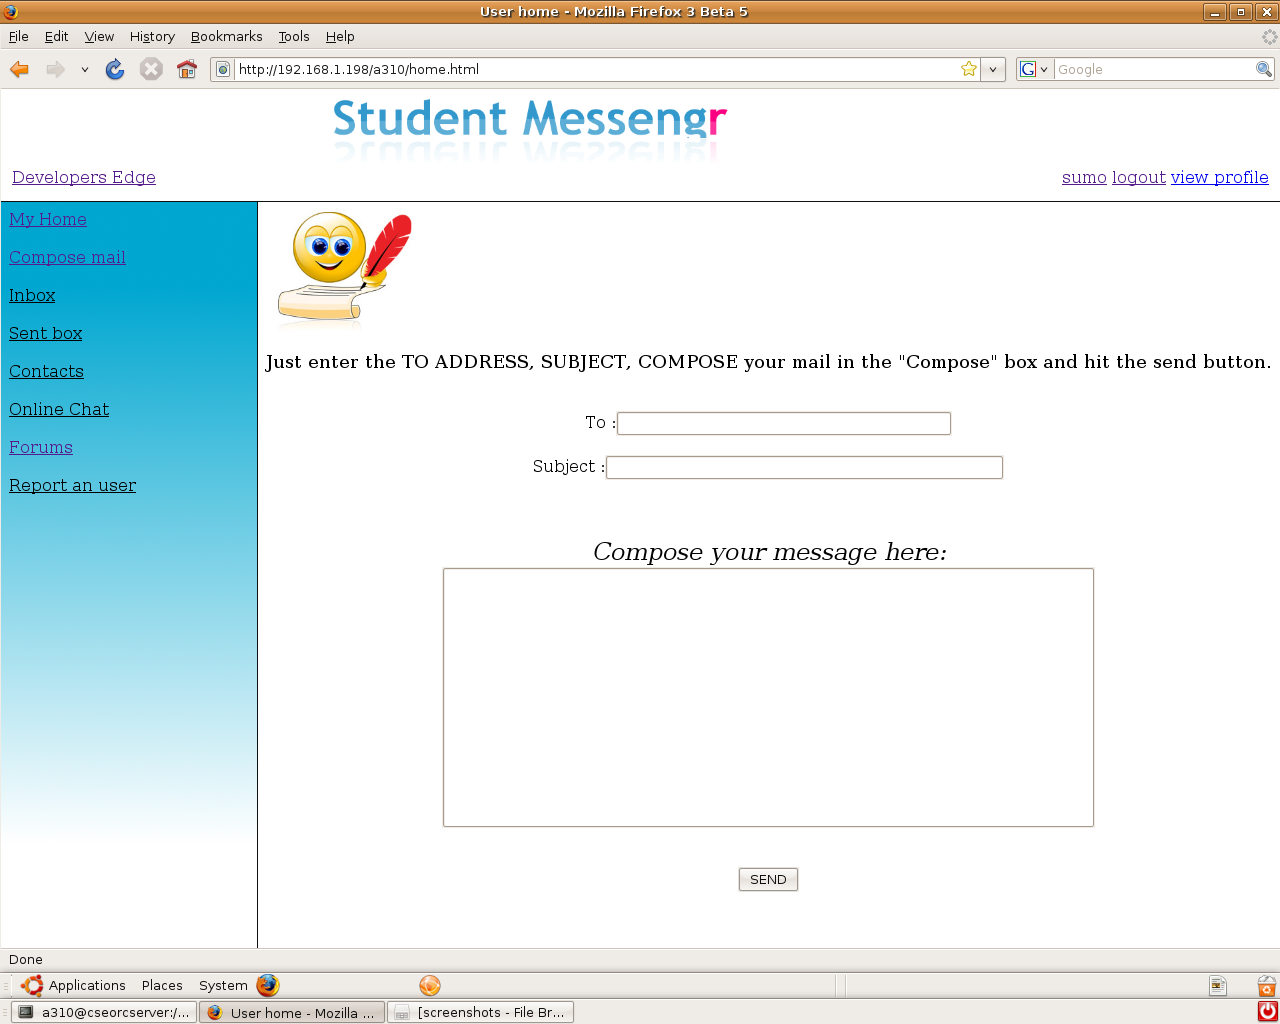 User home - Mozilla Firefox 3 Beta 5
File Edit View History Bookmarks Tools Help
http://192.168.1.198/a310/home.html
G Google
Student Messengr
Developers Edge
sumo logout view profile
My Home
Compose mail
Inbox
Sent box
Contacts
Online Chat
Forums
Report an user
Just enter the TO ADDRESS, SUBJECT, COMPOSE your mail in the "Compose" box and hit the send button.
To :
Subject :
Compose your message here:
SEND
Done
Applications Places System
a310@cseorcserver:/... User home - Mozilla ... [screenshots - File Br...